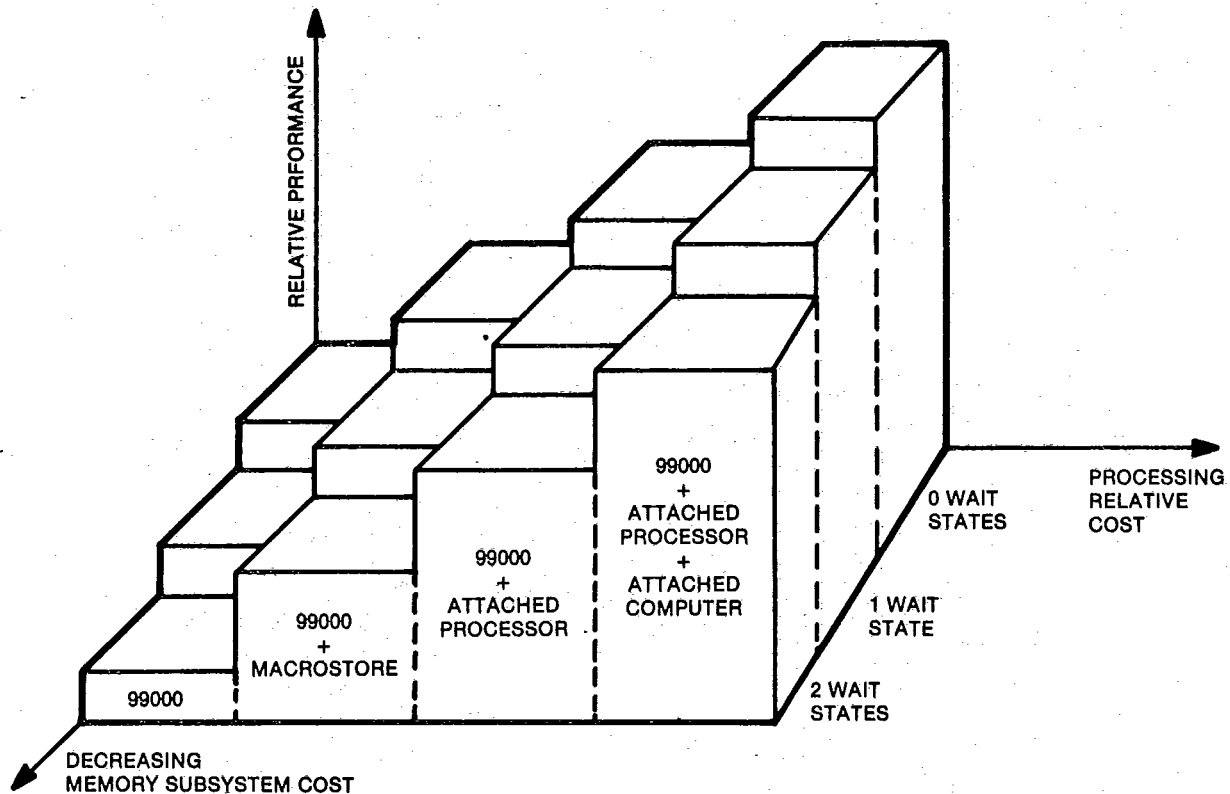 RELATIVE PRFORMANCE
99000
+
ATTACHED
PROCESSOR
+
ATTACHED
COMPUTER
99000
+
ATTACHED
PROCESSOR
99000
+
MACROSTORE
99000
PROCESSING
RELATIVE
COST
0 WAIT
STATES
1 WAIT
STATE
2 WAIT
STATES
DECREASING
MEMORY SUBSYSTEM COST